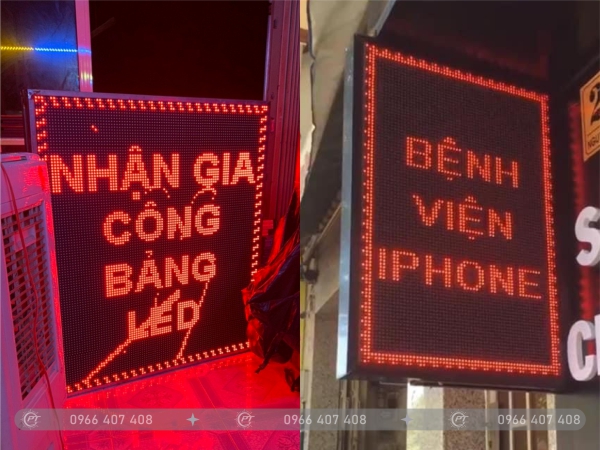 NHẬN GIA
CÔNG
BẢNG
LED
BỆNH
VIỆN
IPHONE
0966 407 408
0966 407 408
0966 407 408